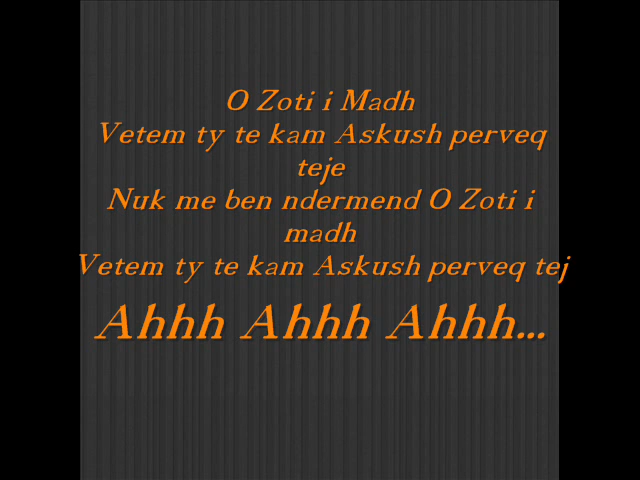 O Zoti i Madh
Vetem ty te kam Askush perveq
teje
Nuk me ben ndermend O Zoti i
madh
Vetem ty te kam Askush perveq tej
Ahhh Ahhh Ahhh...